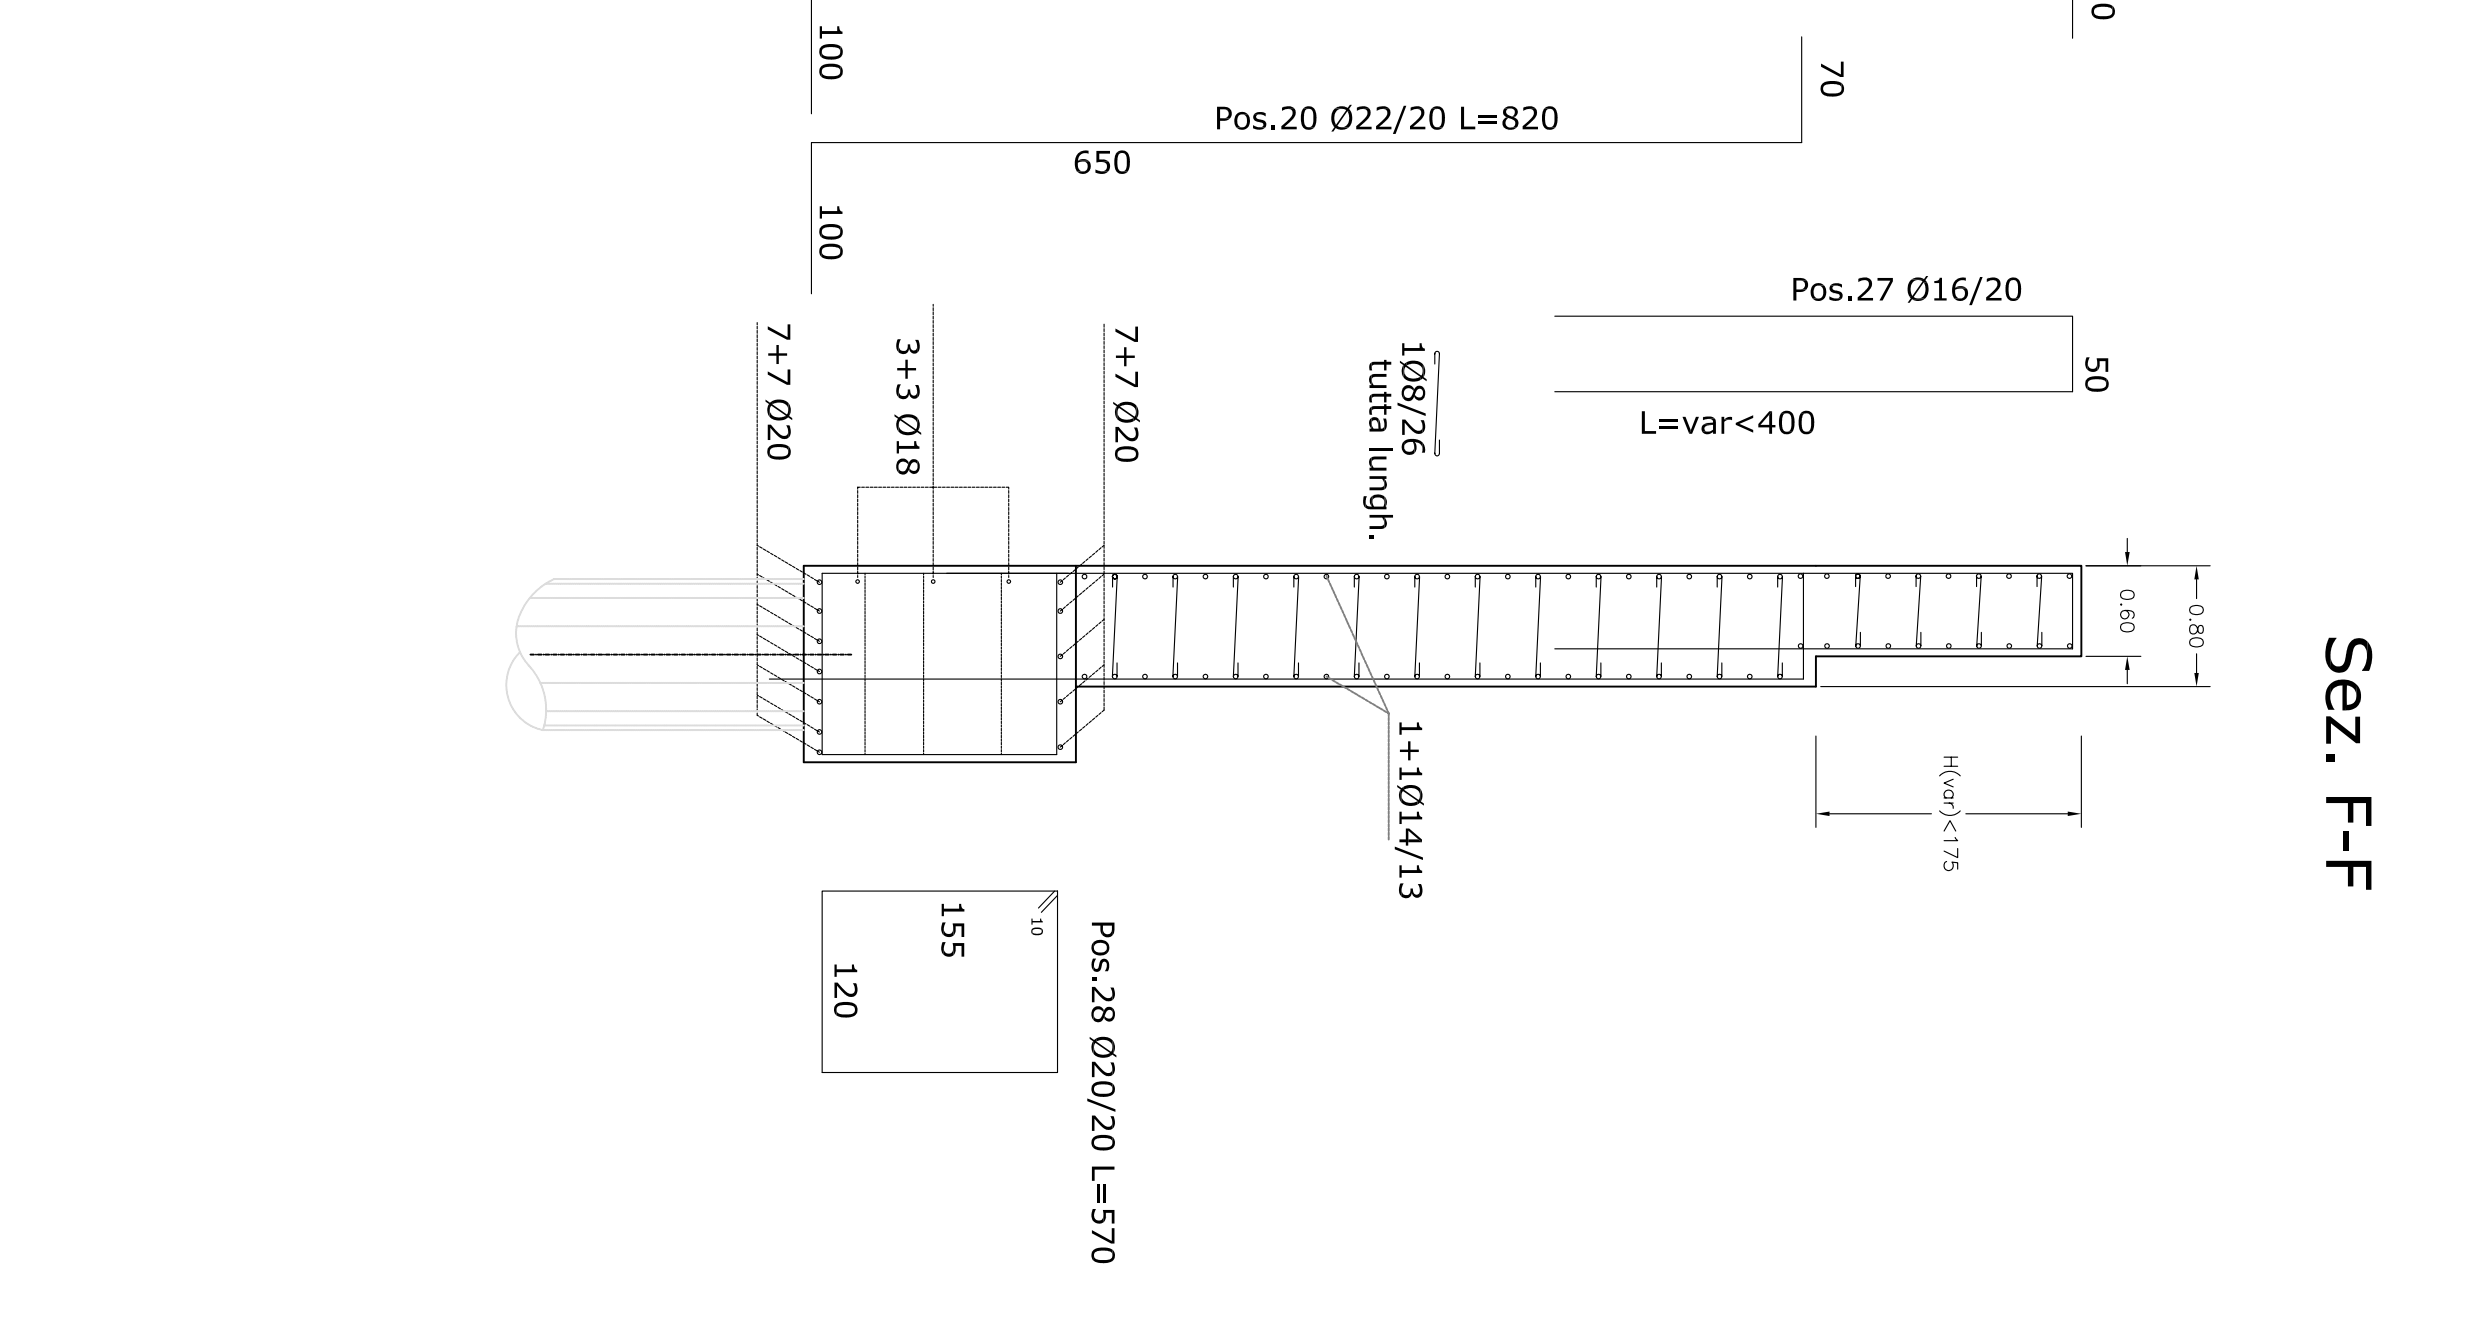 Sez. F-F
0
100
70
Pos.20 Ø22/20 L=820
650
100
Pos.27 Ø16/20
50
L=var<400
7+7 Ø20
3+3 Ø18
7+7 Ø20
1Ø8/26
tutta lungh.
0.60
0.80
1+1Ø14/13
H(var)<175
10
155
120
Pos.28 Ø20/20 L=570